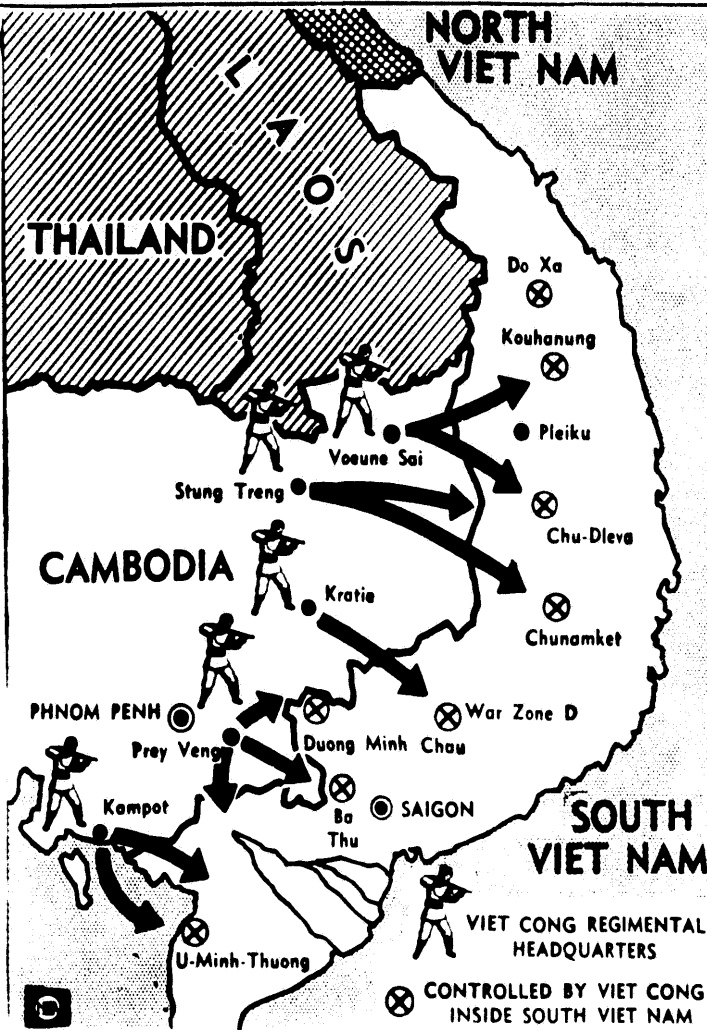 NORTH
VIET NAM
LAOS
THAILAND
Do Xa
Kouhanung
Pleiku
Voeune Sai
Stung Treng
Chu-Dleva
CAMBODIA
Kratie
Chunamket
PHNOM PENH
War Zone D
Prey Veng
Duong Minh Chau
Kampot
Ba
Thu
SAIGON
SOUTH
VIET NAM
U-Minh-Thuong
VIET CONG REGIMENTAL
HEADQUARTERS
CONTROLLED BY VIET CONG
INSIDE SOUTH VIET NAM